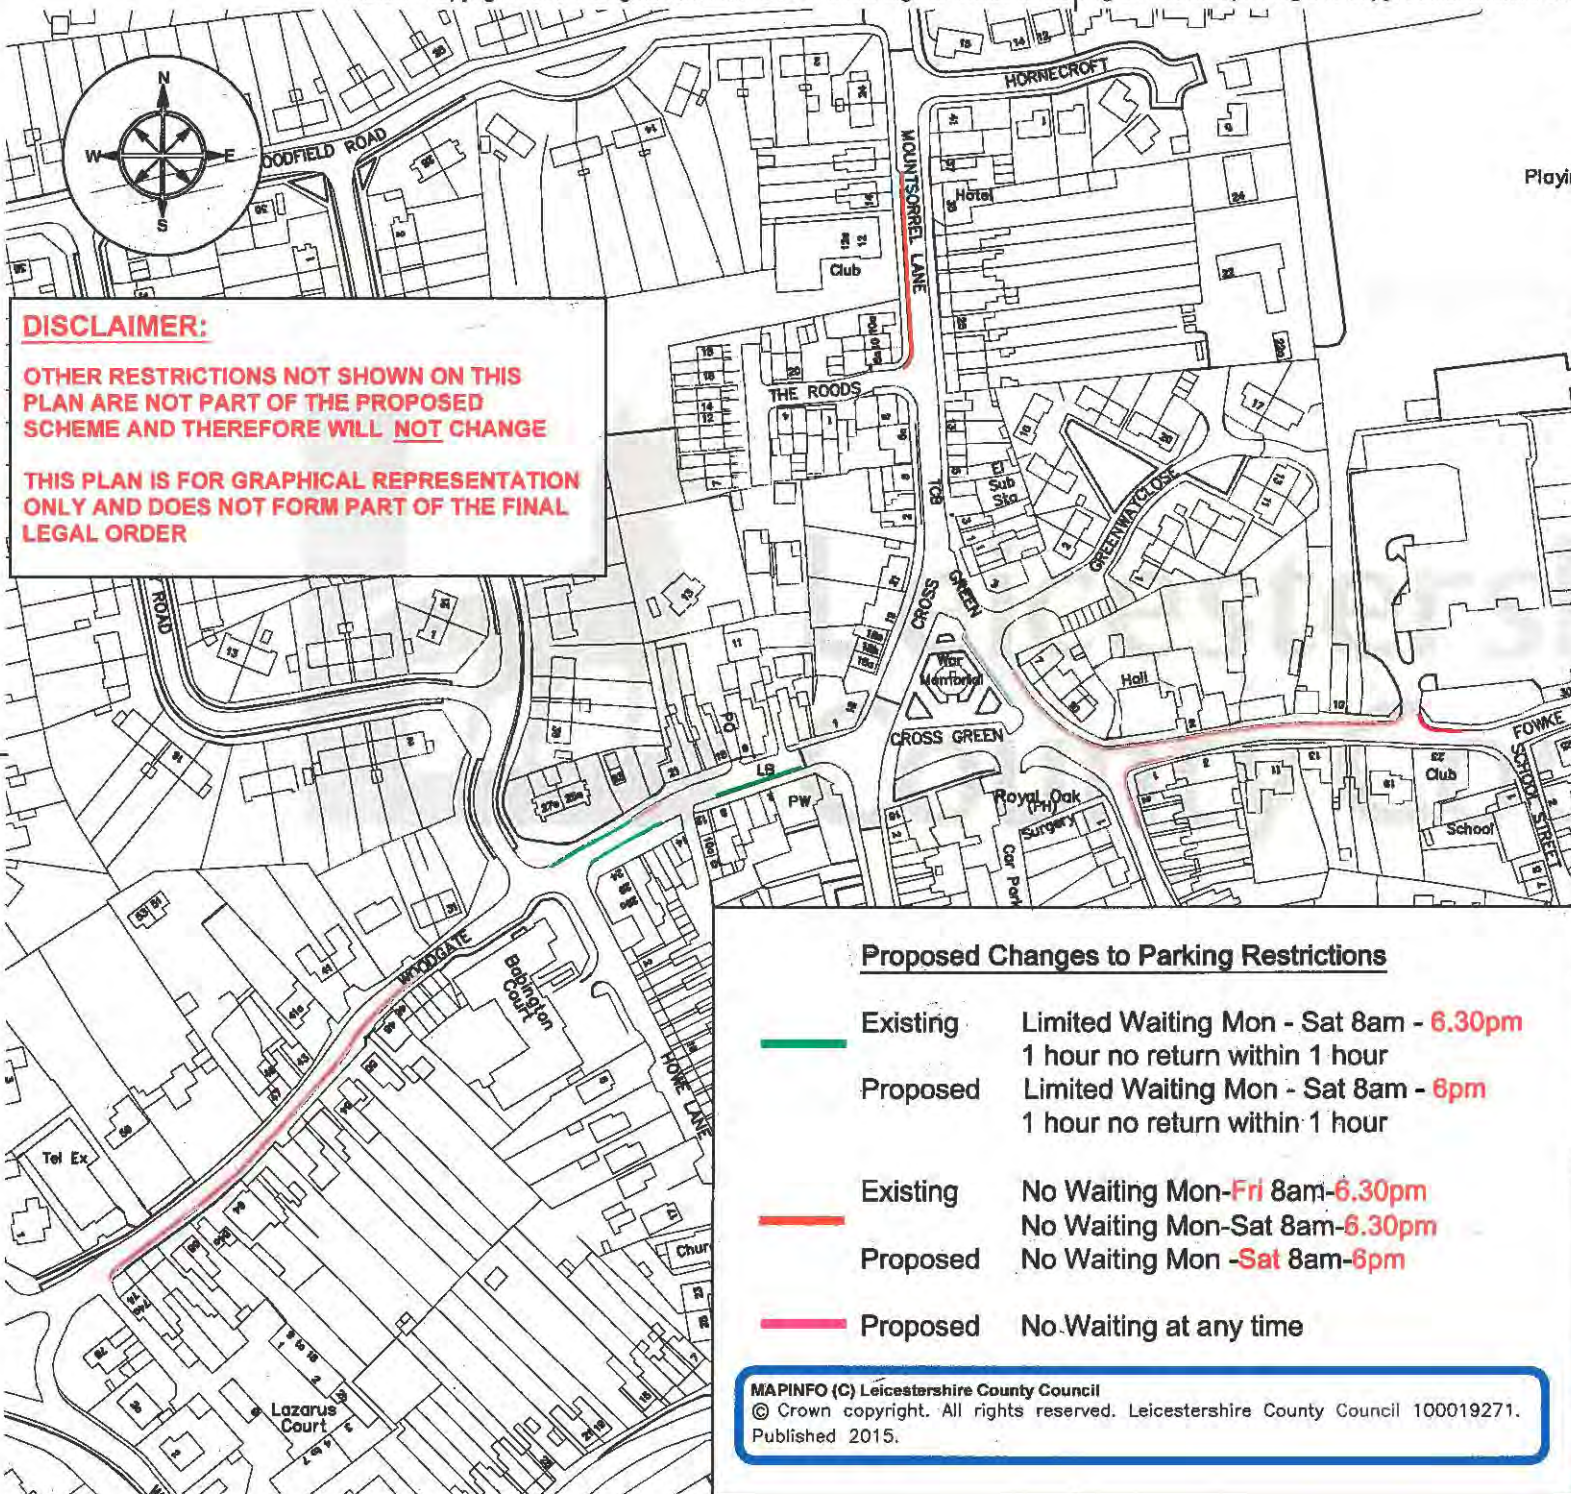 HORNECROFT
N
W
E
S
OODFIELD ROAD
MOUNTSORREL LANE
Playi
Hotel
Club
DISCLAIMER:
OTHER RESTRICTIONS NOT SHOWN ON THIS
PLAN ARE NOT PART OF THE PROPOSED
SCHEME AND THEREFORE WILL NOT CHANGE
THIS PLAN IS FOR GRAPHICAL REPRESENTATION
ONLY AND DOES NOT FORM PART OF THE FINAL
LEGAL ORDER
THE ROODS
El
Sub
Sta
TCB
GREENWAYCLOSE
ROAD
CROSS
GREEN
War
Memorial
Hall
CROSS GREEN
PO
LB
PW
FOWKE
SCHOOL STREET
Club
School
Royal Oak
(PH)
Surgery
Car Park
WOODGATE
Babington
Court
HOWE LANE
Tel Ex
Chur
Lazarus
Court
Proposed Changes to Parking Restrictions
Existing Limited Waiting Mon - Sat 8am - 6.30pm
1 hour no return within 1 hour
Proposed Limited Waiting Mon - Sat 8am - 6pm
1 hour no return within 1 hour
Existing No Waiting Mon-Fri 8am-6.30pm
No Waiting Mon-Sat 8am-6.30pm
Proposed No Waiting Mon -Sat 8am-6pm
Proposed No Waiting at any time
MAPINFO (C) Leicestershire County Council
© Crown copyright. All rights reserved. Leicestershire County Council 100019271.
Published 2015.